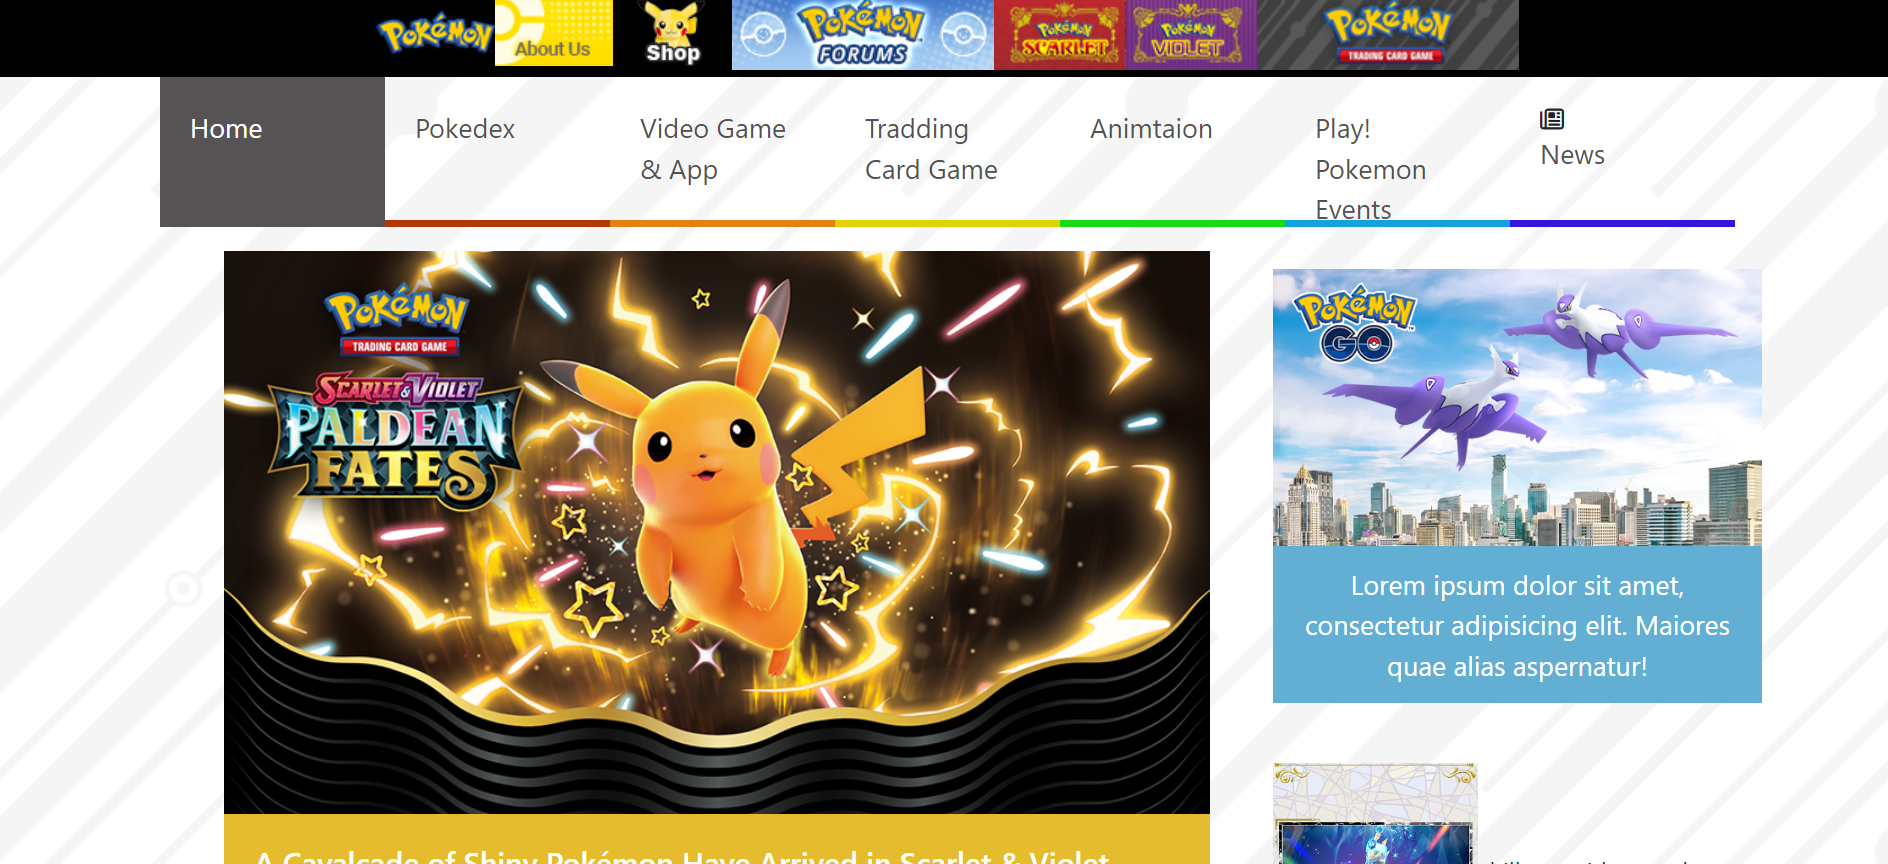 POKéMON
About Us
Shop
POKéMON
FORUMS
POKéMON
SCARLET
POKéMON
VIOLET
POKéMON
TRADING CARD GAME
Home
Pokedex
Video Game
& App
Tradding
Card Game
Animtaion
Play!
Pokemon
Events
News
POKéMON
TRADING CARD GAME
SCARLET & VIOLET
PALDEAN
FATES
POKéMON
GO
Lorem ipsum dolor sit amet,
consectetur adipisicing elit. Maiores
quae alias aspernatur!
A Cavalcade of Shiny Pokémon Have Arrived in Scarlet & Violet